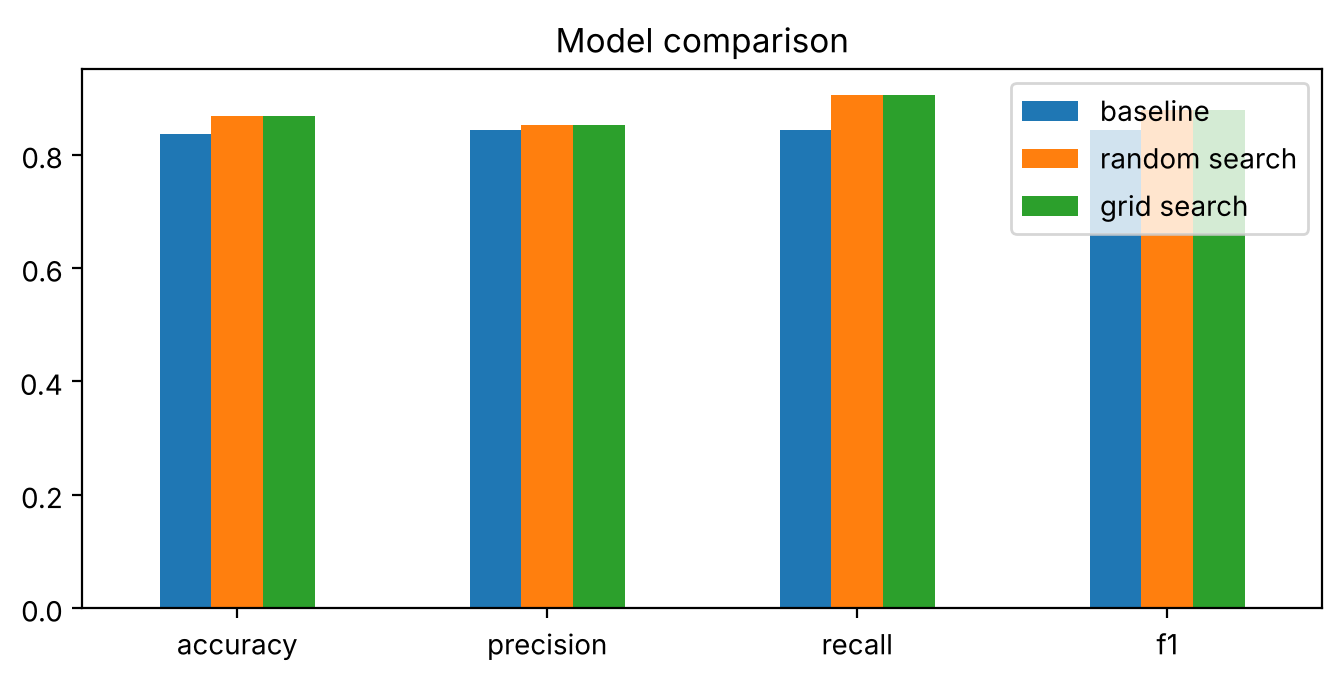 Model comparison
baseline
random search
grid search
0.8
0.6
0.4
0.2
0.0
accuracy precision recall f1